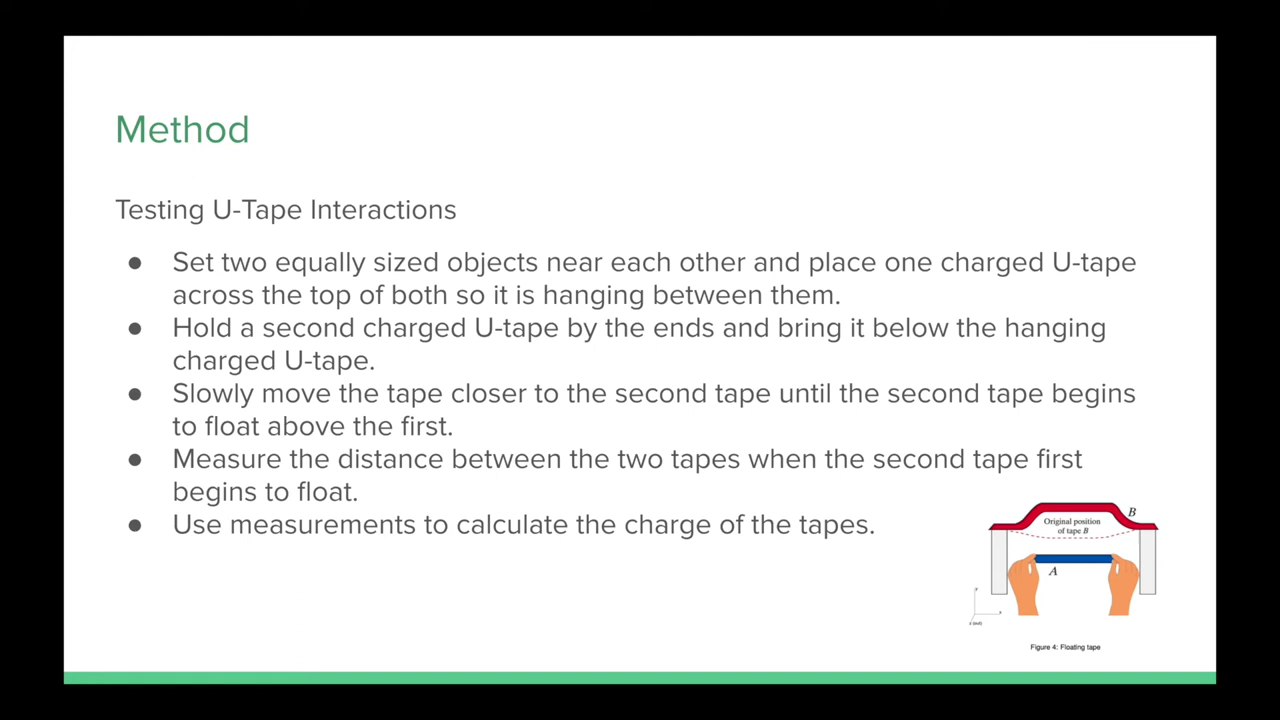 Method
Testing U-Tape Interactions
● Set two equally sized objects near each other and place one charged U-tape
across the top of both so it is hanging between them.
● Hold a second charged U-tape by the ends and bring it below the hanging
charged U-tape.
● Slowly move the tape closer to the second tape until the second tape begins
to float above the first.
● Measure the distance between the two tapes when the second tape first
begins to float.
● Use measurements to calculate the charge of the tapes.
B
Original position
of tape B
A
y
x
z (out)
Figure 4: Floating tape